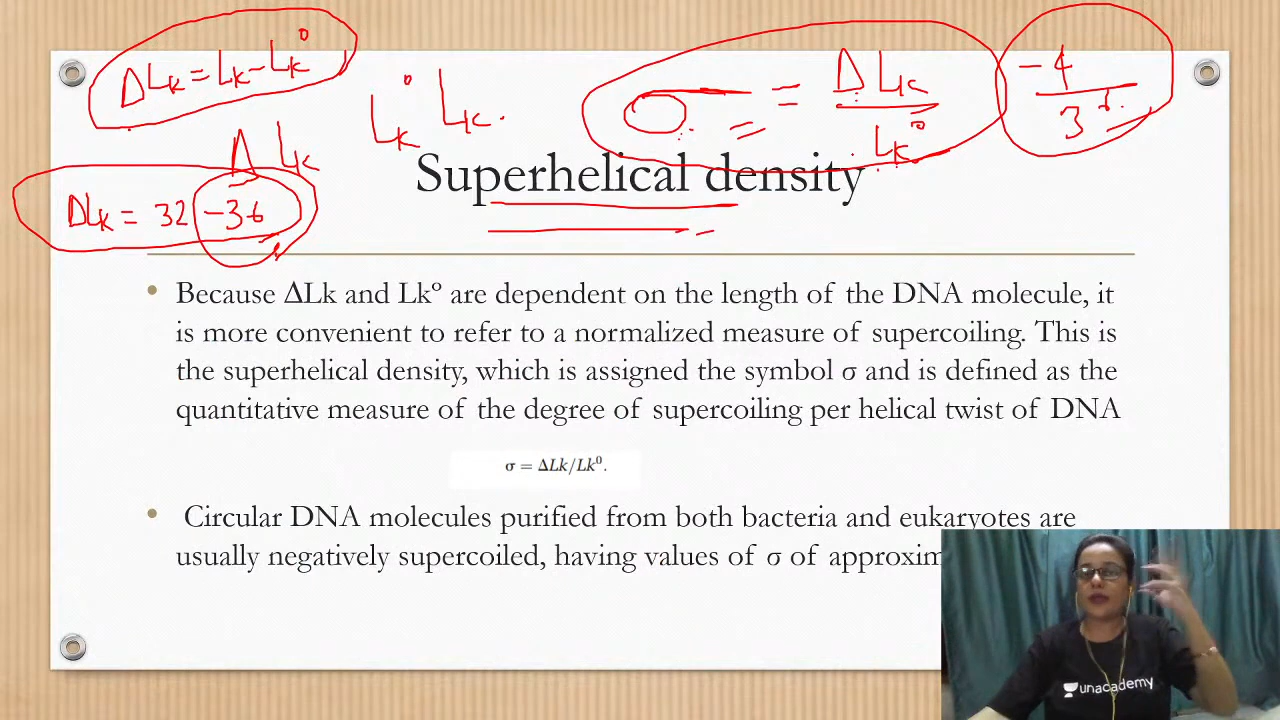 ΔLk = Lk - Lk°
Lk° Lk.
σ = ΔLk / Lk°
-4 / 36
ΔLk
ΔLk = 32 - 36
Superhelical density
• Because ΔLk and Lkº are dependent on the length of the DNA molecule, it
is more convenient to refer to a normalized measure of supercoiling. This is
the superhelical density, which is assigned the symbol σ and is defined as the
quantitative measure of the degree of supercoiling per helical twist of DNA
σ = ΔLk/Lk⁰.
• Circular DNA molecules purified from both bacteria and eukaryotes are
usually negatively supercoiled, having values of σ of
unacademy